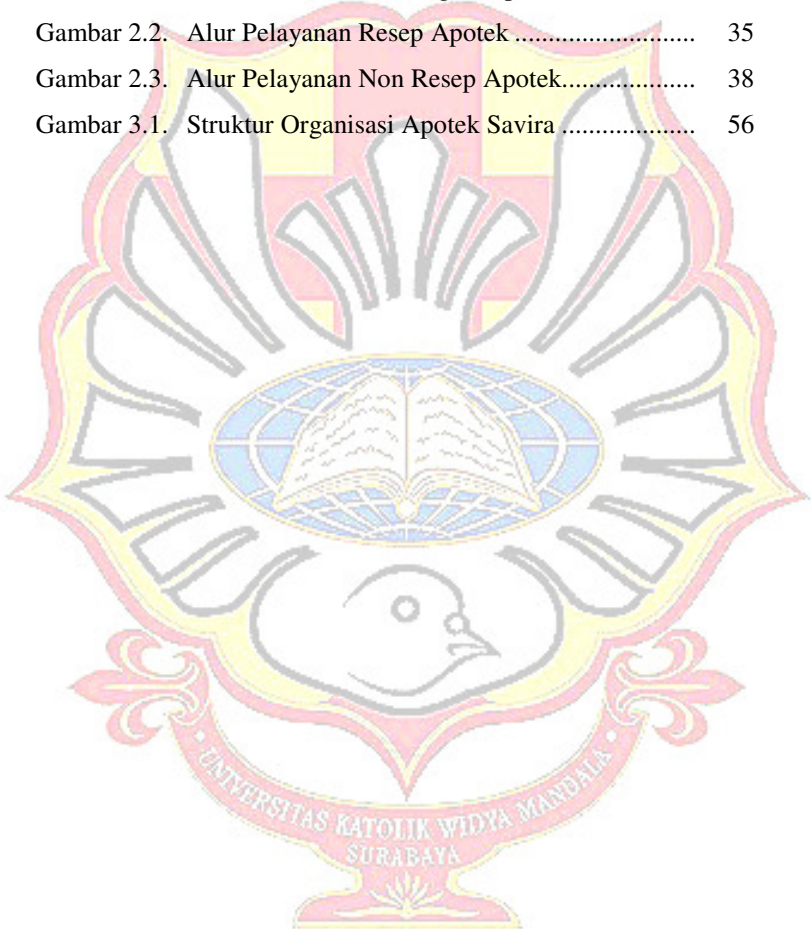 Gambar 2.2. Alur Pelayanan Resep Apotek ......................... 35
Gambar 2.3. Alur Pelayanan Non Resep Apotek................... 38
Gambar 3.1. Struktur Organisasi Apotek Savira ................... 56
UNIVERSITAS KATOLIK WIDYA MANDALA
SURABAYA